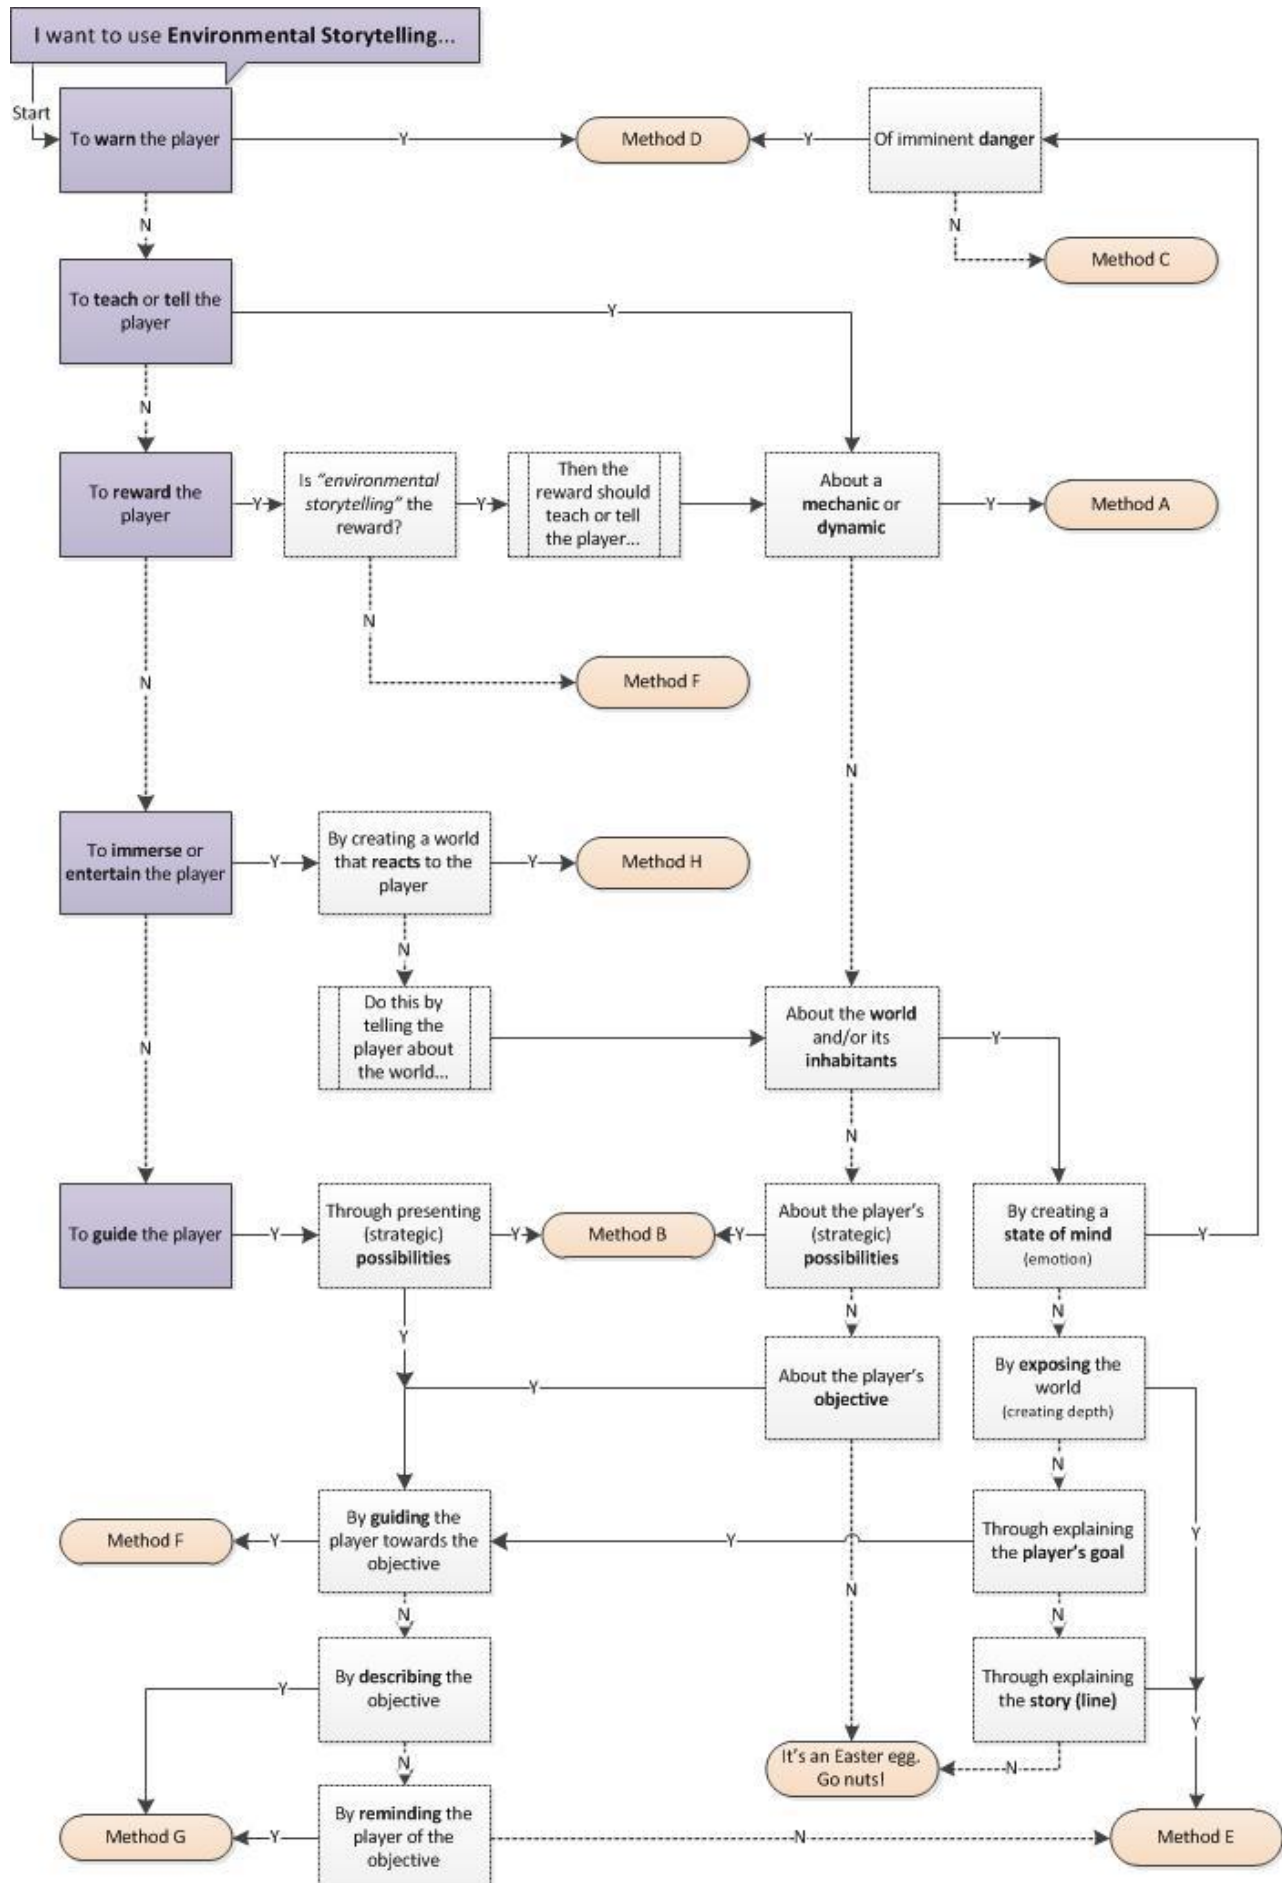 I want to use Environmental Storytelling...
Start
To warn the player
Y
Method D
Y
Of imminent danger
N
N
Method C
To teach or tell the
player
Y
N
To reward the
player
Y
Is "environmental
storytelling" the
reward?
Y
Then the
reward should
teach or tell
the player...
About a
mechanic or
dynamic
Y
Method A
N
Method F
N
N
To immerse or
entertain the player
Y
By creating a world
that reacts to the
player
Y
Method H
N
Do this by
telling the
player about
the world...
About the world
and/or its
inhabitants
Y
N
N
To guide the player
Y
Through presenting
(strategic)
possibilities
Y
Method B
Y
About the player's
(strategic)
possibilities
By creating a
state of mind
(emotion)
Y
Y
N
N
Y
About the player's
objective
By exposing the
world
(creating depth)
N
Method F
Y
By guiding the
player towards the
objective
Y
Through explaining
the player's goal
Y
N
N
N
Y
By describing the
objective
Through explaining
the story (line)
Y
N
It's an Easter egg.
Go nuts!
N
Method G
Y
By reminding the
player of the
objective
N
Method E